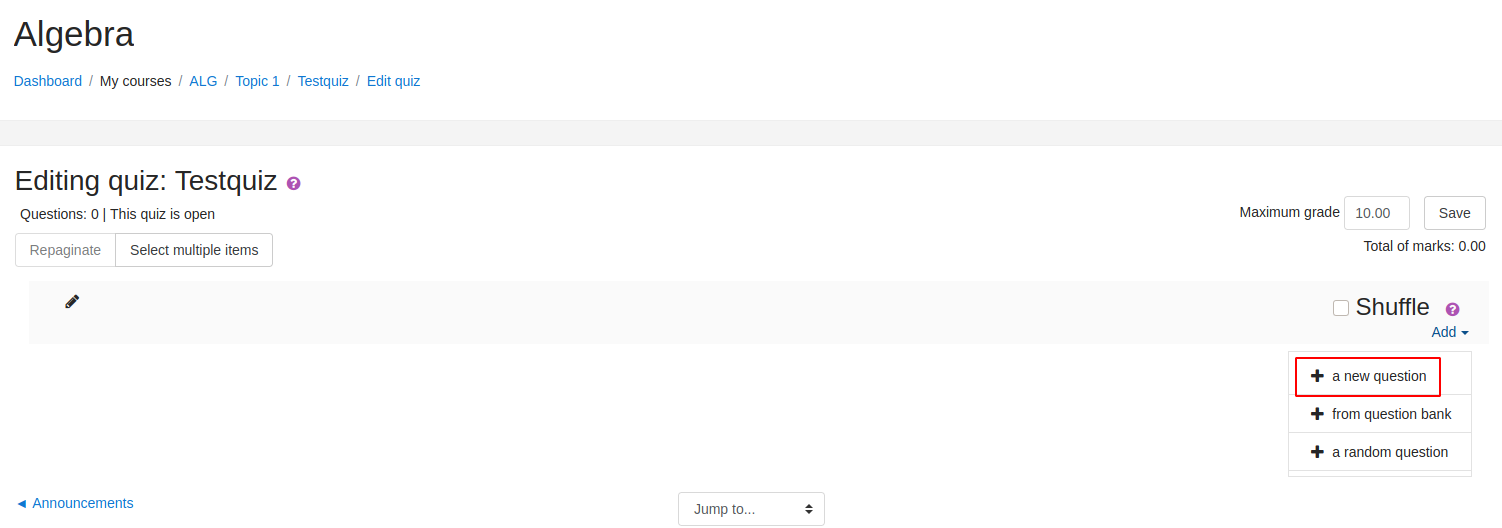 Algebra
Dashboard / My courses / ALG / Topic 1 / Testquiz / Edit quiz
Editing quiz: Testquiz ?
Questions: 0 | This quiz is open
Maximum grade 10.00 Save
Repaginate Select multiple items
Total of marks: 0.00
Shuffle ?
Add
a new question
from question bank
a random question
◄ Announcements
Jump to...